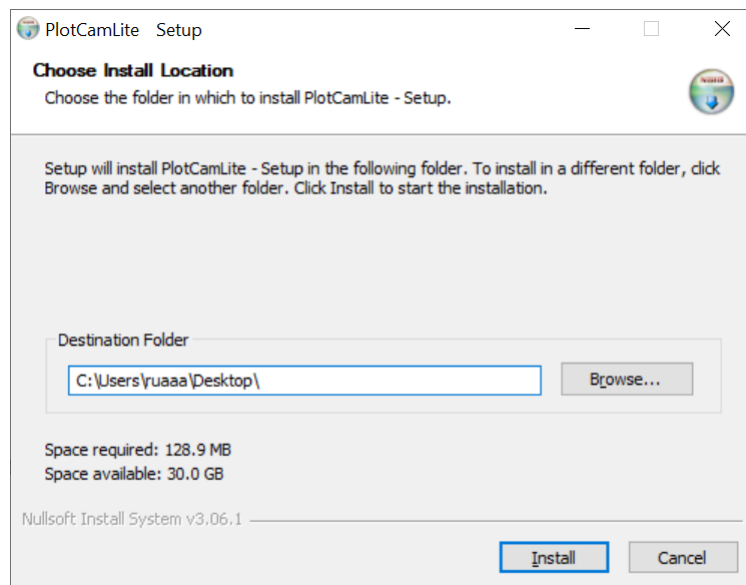 PlotCamLite Setup
Choose Install Location
Choose the folder in which to install PlotCamLite - Setup.
Setup will install PlotCamLite - Setup in the following folder. To install in a different folder, click
Browse and select another folder. Click Install to start the installation.
Destination Folder
C:\Users\ruaaa\Desktop\
Browse...
Space required: 128.9 MB
Space available: 30.0 GB
Nullsoft Install System v3.06.1
Install
Cancel